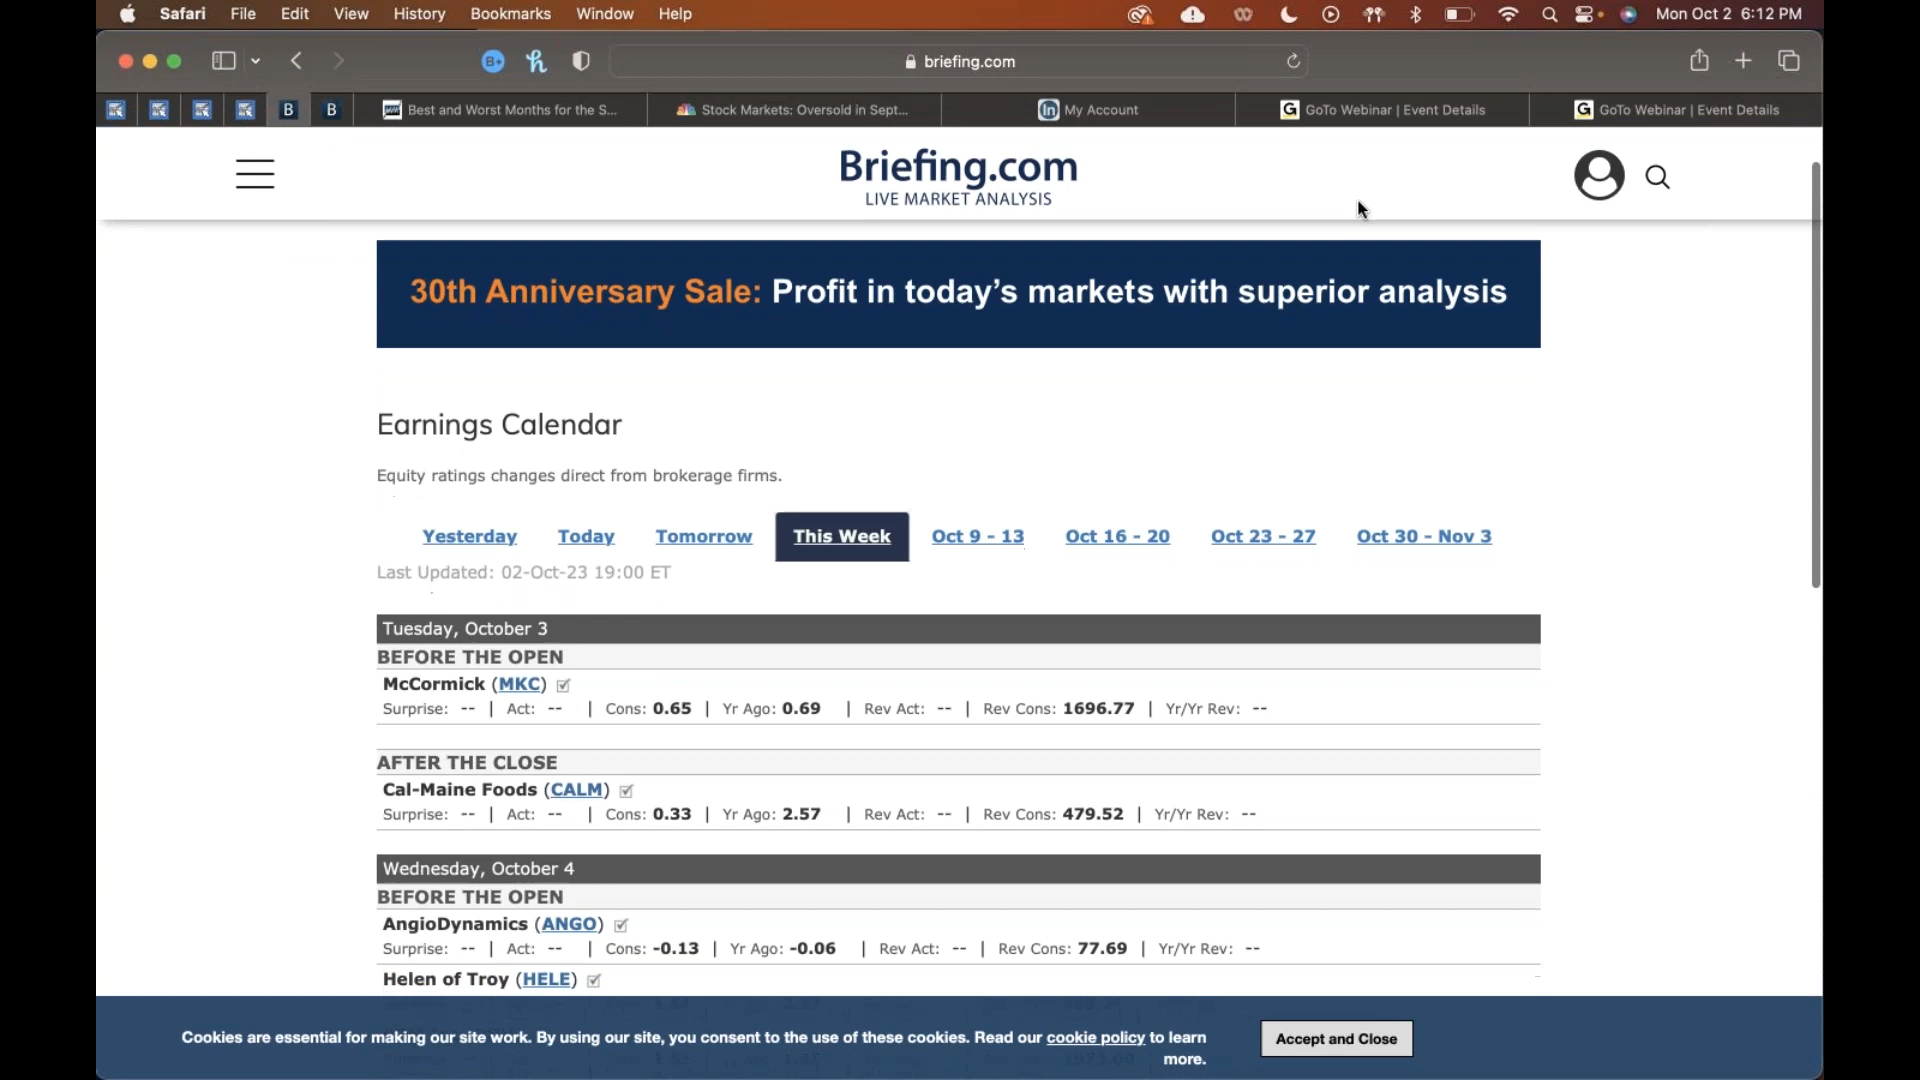 Safari File Edit View History Bookmarks Window Help Mon Oct 2 6:12 PM
briefing.com
B B Best and Worst Months for the S... Stock Markets: Oversold in Sept... In My Account G GoTo Webinar | Event Details G GoTo Webinar | Event Details
Briefing.com
LIVE MARKET ANALYSIS
30th Anniversary Sale: Profit in today's markets with superior analysis
Earnings Calendar
Equity ratings changes direct from brokerage firms.
Yesterday Today Tomorrow This Week Oct 9 - 13 Oct 16 - 20 Oct 23 - 27 Oct 30 - Nov 3
Last Updated: 02-Oct-23 19:00 ET
Tuesday, October 3
BEFORE THE OPEN
McCormick (MKC)
Surprise: -- | Act: -- | Cons: 0.65 | Yr Ago: 0.69 | Rev Act: -- | Rev Cons: 1696.77 | Yr/Yr Rev: --
AFTER THE CLOSE
Cal-Maine Foods (CALM)
Surprise: -- | Act: -- | Cons: 0.33 | Yr Ago: 2.57 | Rev Act: -- | Rev Cons: 479.52 | Yr/Yr Rev: --
Wednesday, October 4
BEFORE THE OPEN
AngioDynamics (ANGO)
Surprise: -- | Act: -- | Cons: -0.13 | Yr Ago: -0.06 | Rev Act: -- | Rev Cons: 77.69 | Yr/Yr Rev: --
Helen of Troy (HELE)
Cookies are essential for making our site work. By using our site, you consent to the use of these cookies. Read our cookie policy to learn
more.
Accept and Close